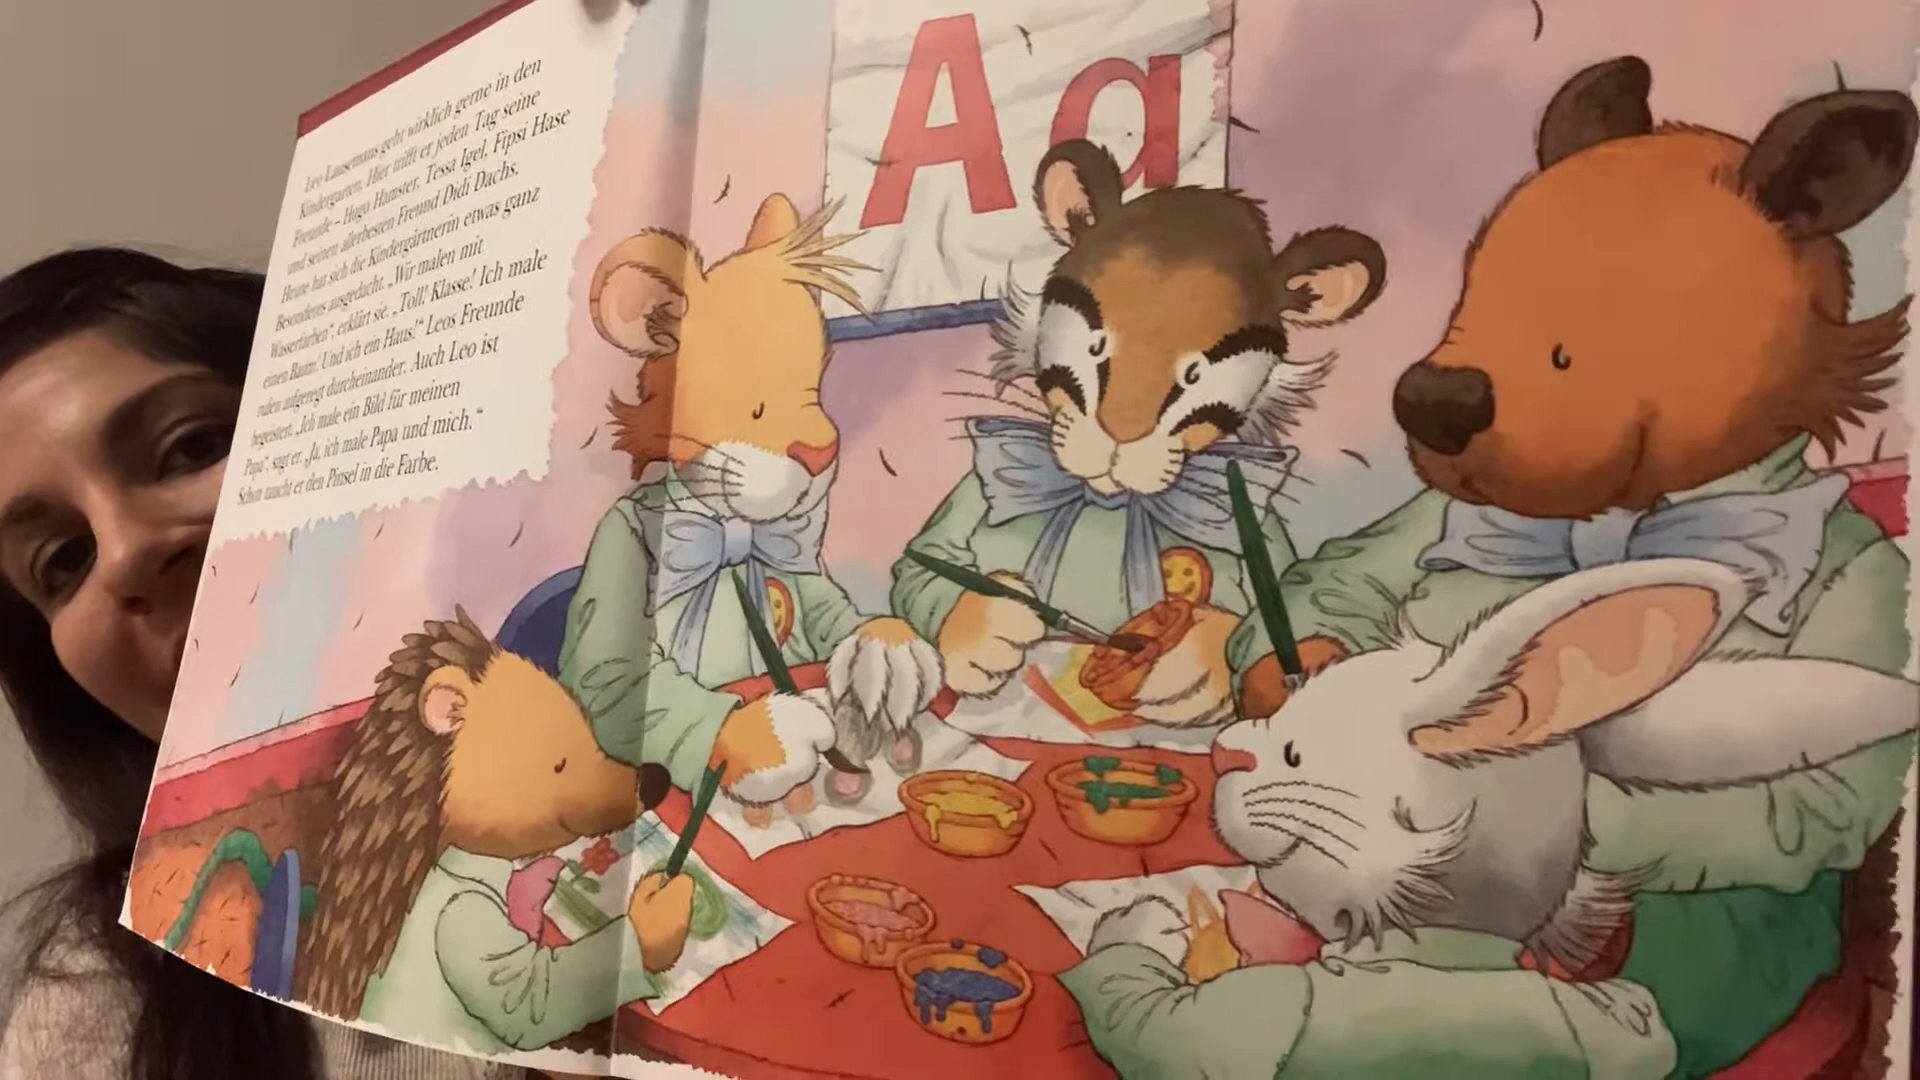 Leo Lausemaus geht wirklich gerne in den
Kindergarten. Hier trifft er jeden Tag seine
Freunde – Hugo Hamster, Tessa Igel, Fipsi Hase
und seinen allerbesten Freund Didi Dachs.
Heute hat sich die Kindergärtnerin etwas ganz
Besonderes ausgedacht. „Wir malen mit
Wasserfarben“, erklärt sie. „Toll! Klasse! Ich male
einen Baum! Und ich ein Haus!“ Leos Freunde
rufen aufgeregt durcheinander. Auch Leo ist
begeistert. „Ich male ein Bild für meinen
Papa“, sagt er. „Ja, ich male Papa und mich.“
Schon taucht er den Pinsel in die Farbe.
Aa